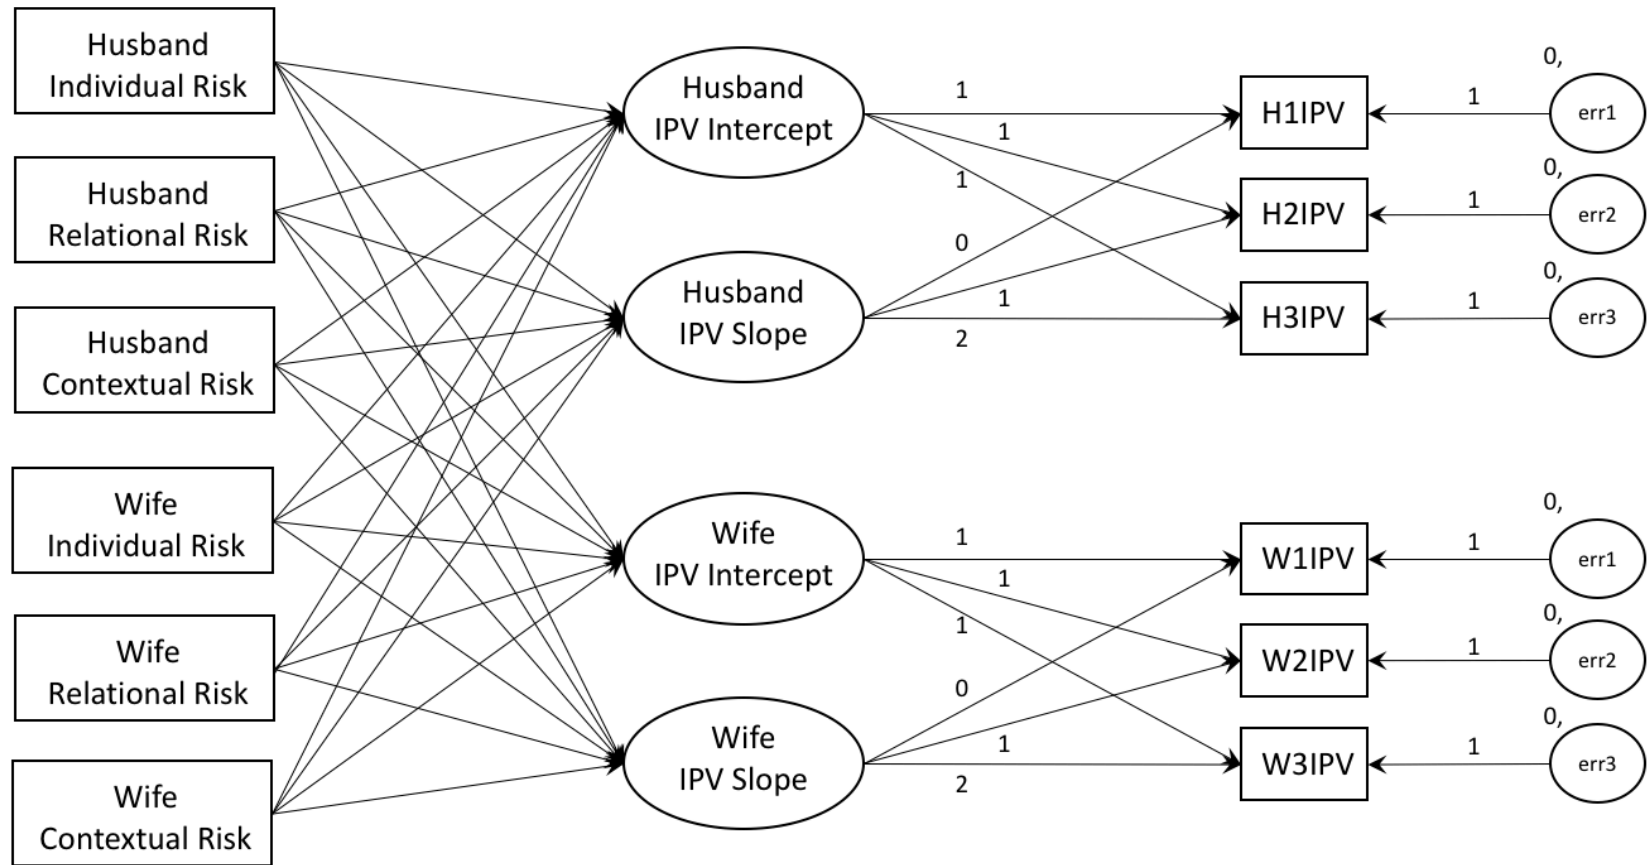 Husband
Individual Risk
Husband
Relational Risk
Husband
Contextual Risk
Wife
Individual Risk
Wife
Relational Risk
Wife
Contextual Risk
Husband
IPV Intercept
Husband
IPV Slope
Wife
IPV Intercept
Wife
IPV Slope
1
1
1
0
1
2
1
1
1
0
1
2
H1IPV
H2IPV
H3IPV
W1IPV
W2IPV
W3IPV
1
1
1
1
1
1
0,
err1
0,
err2
0,
err3
0,
err1
0,
err2
0,
err3